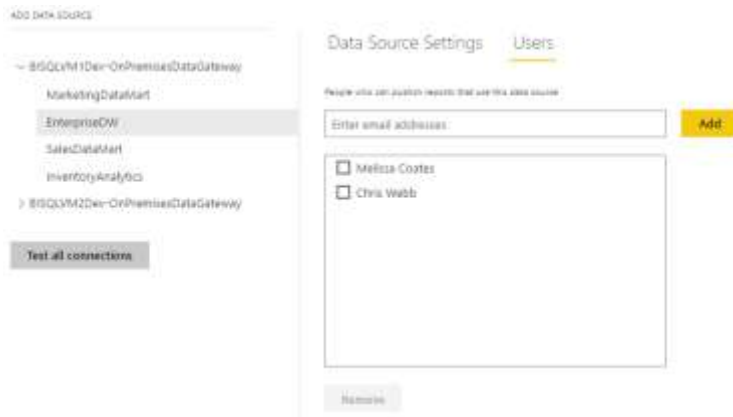 ADD DATA SOURCE
BISQLVM1Dev-OnPremisesDataGateway
MarketingDataMart
EnterpriseDW
SalesDataMart
InventoryAnalytics
BISQLVM2Dev-OnPremisesDataGateway
Test all connections
Data Source Settings Users
People who can publish reports that use this data source
Enter email addresses
Add
Melissa Coates
Chris Webb
Remove